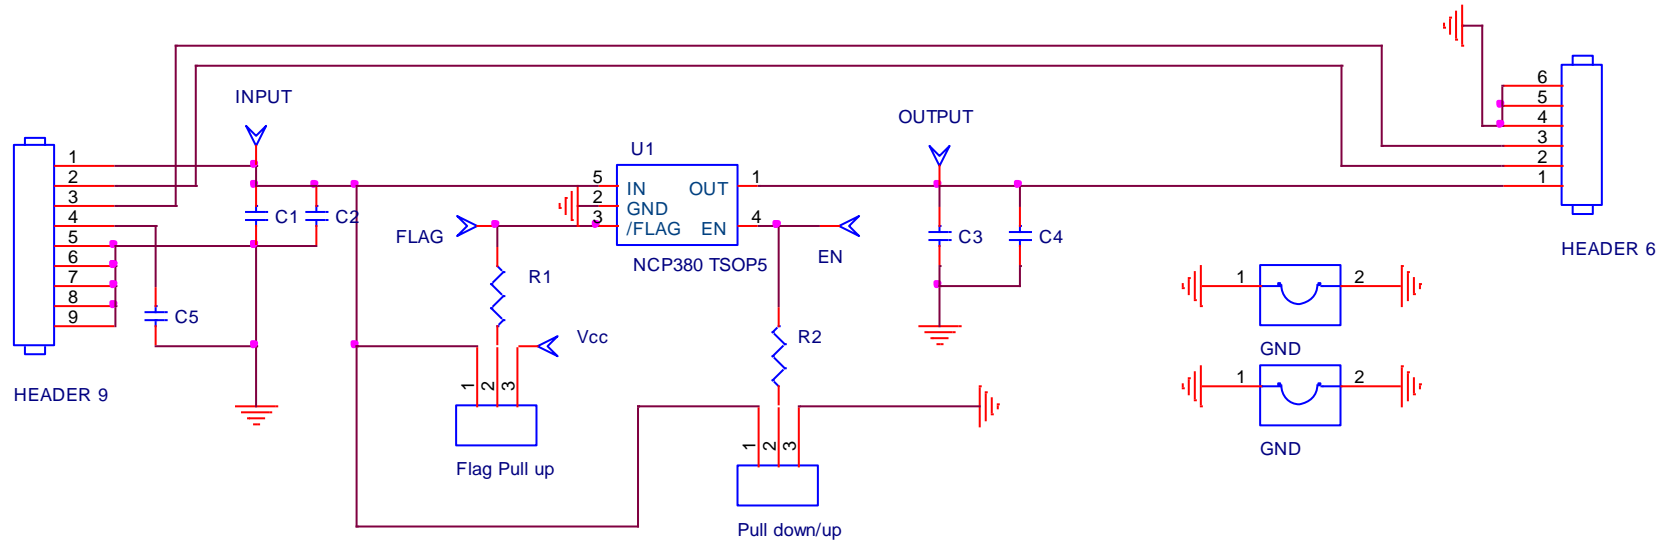 INPUT
OUTPUT
U1
1
2
3
4
5
6
7
8
9
HEADER 9
C1
C2
C5
FLAG
R1
Vcc
1
2
3
Flag Pull up
5
2
3
IN
GND
/FLAG
OUT
EN
1
4
NCP380 TSOP5
EN
R2
1
2
3
Pull down/up
C3
C4
6
5
4
3
2
1
HEADER 6
1
2
GND
1
2
GND